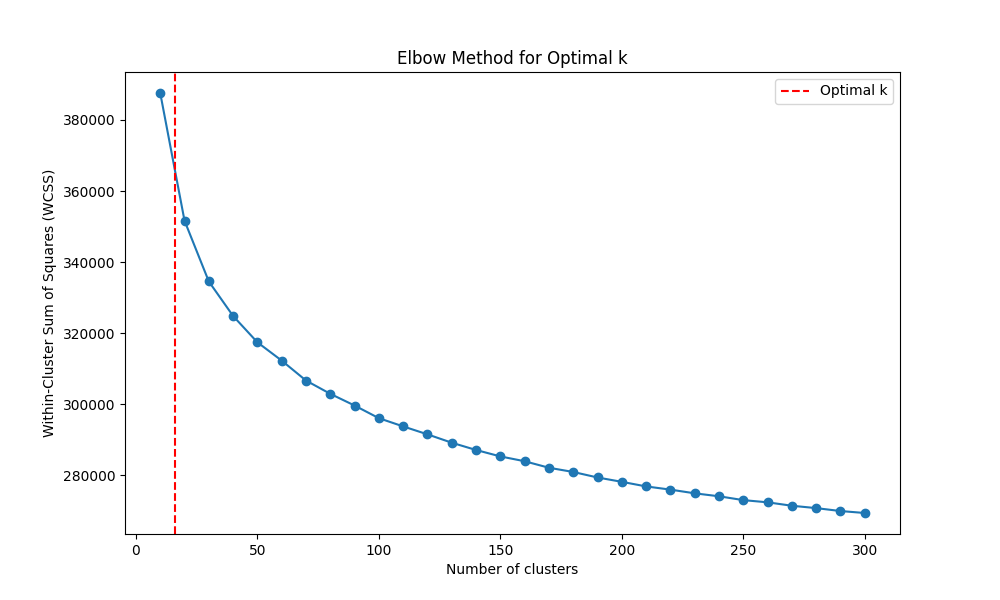 Elbow Method for Optimal k
Optimal k
380000
360000
340000
320000
300000
280000
Within-Cluster Sum of Squares (WCSS)
0 50 100 150 200 250 300
Number of clusters